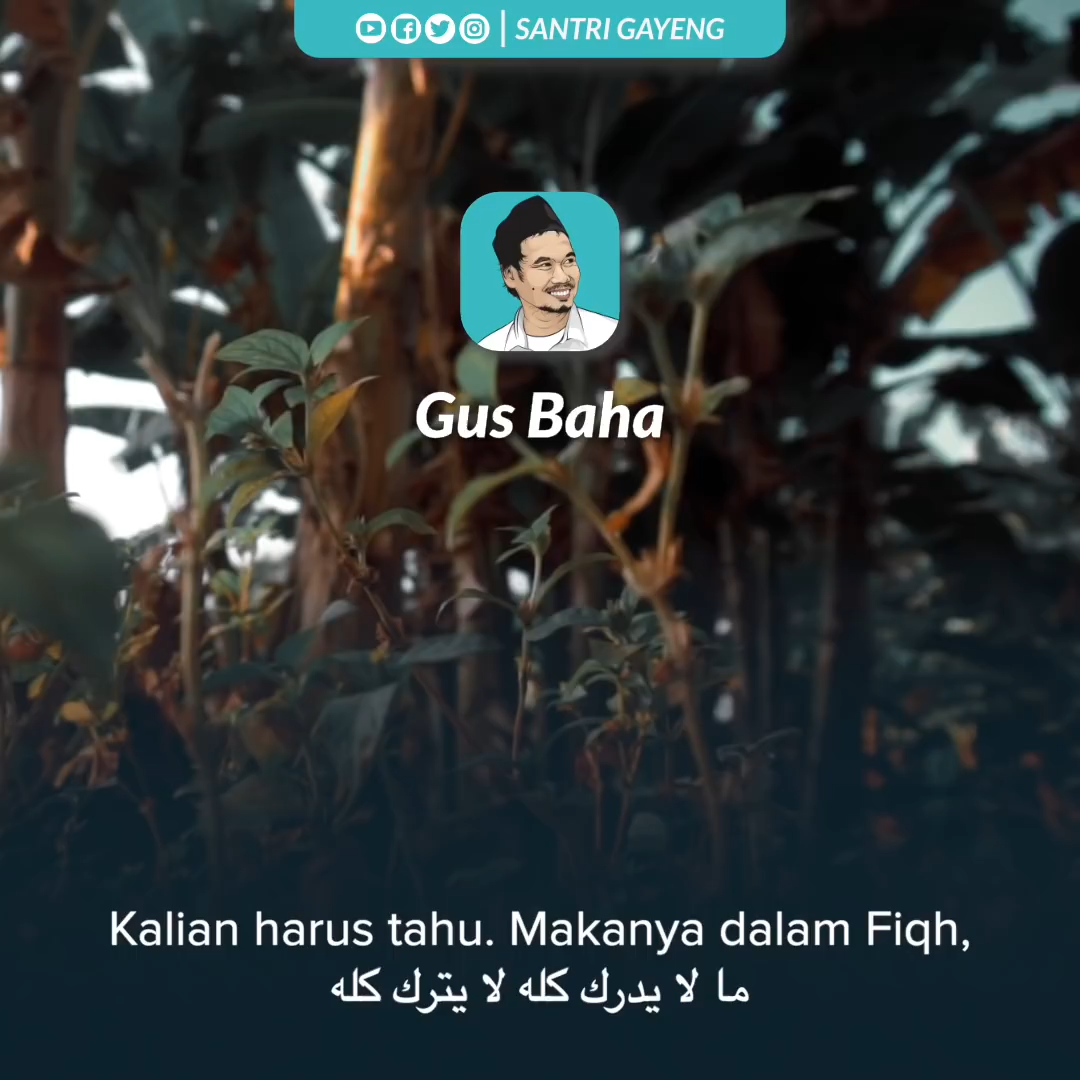 SANTRI GAYENG
Gus Baha
Kalian harus tahu. Makanya dalam Fiqh,
ما لا يدرك كله لا يترك كله